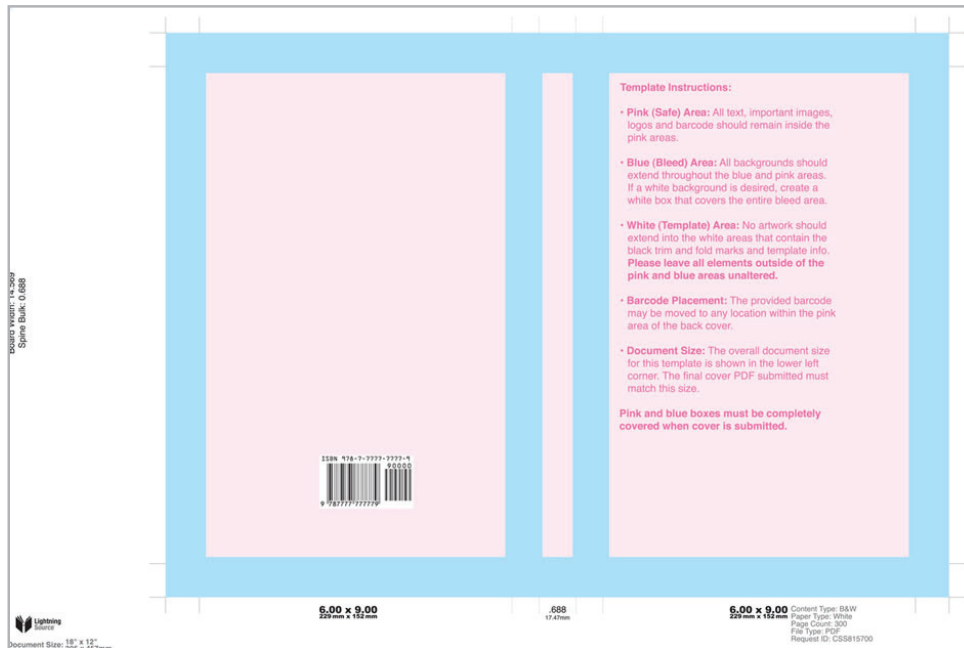 Template Instructions:
• Pink (Safe) Area: All text, important images,
logos and barcode should remain inside the
pink areas.
• Blue (Bleed) Area: All backgrounds should
extend throughout the blue and pink areas.
If a white background is desired, create a
white box that covers the entire bleed area.
• White (Template) Area: No artwork should
extend into the white areas that contain the
black trim and fold marks and template info.
Please leave all elements outside of the
pink and blue areas unaltered.
• Barcode Placement: The provided barcode
may be moved to any location within the pink
area of the back cover.
• Document Size: The overall document size
for this template is shown in the lower left
corner. The final cover PDF submitted must
match this size.
Pink and blue boxes must be completely
covered when cover is submitted.
Spine Bulk: 0.688
ISBN 978-7-7777-7777-9
90000
9 787777 777779
6.00 x 9.00
229 mm x 152 mm
.688
17.47mm
6.00 x 9.00
229 mm x 152 mm
Content Type: B&W
Paper Type: White
Page Count: 300
File Type: PDF
Request ID: CSS815700
Lightning
Source
Document Size: 18" x 12"